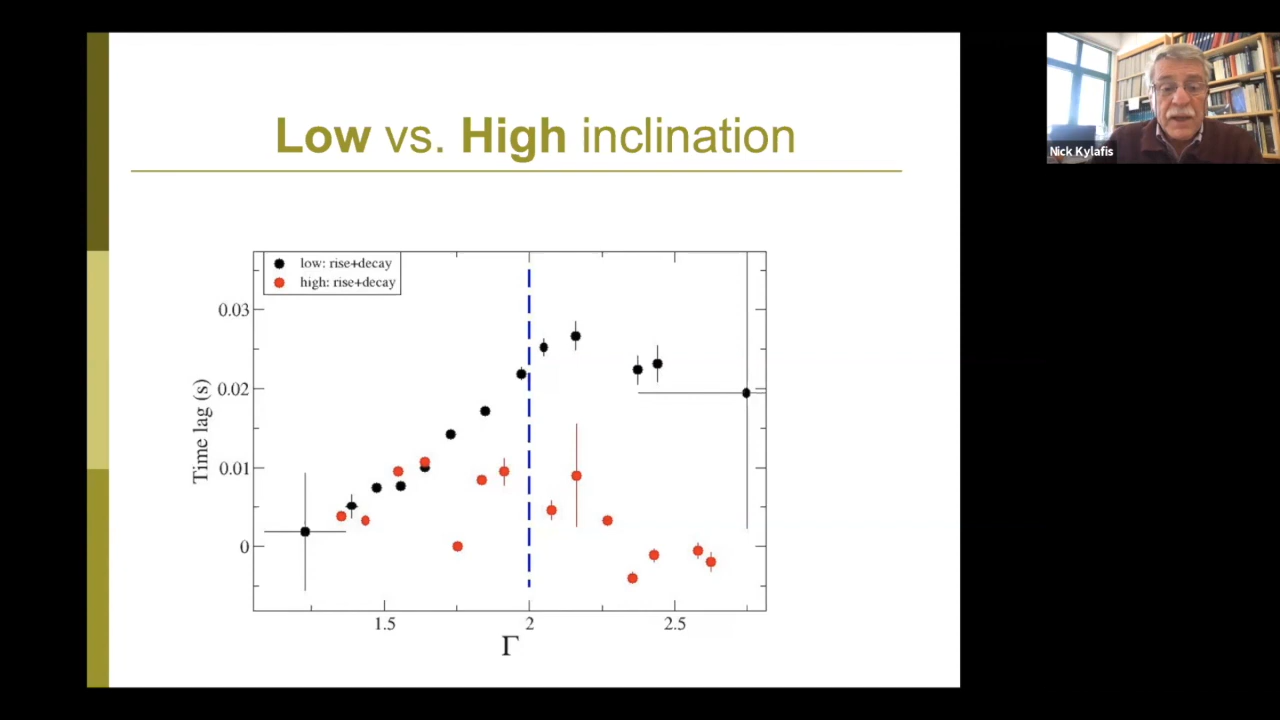 Low vs. High inclination
Nick Kylafis
low: rise+decay
high: rise+decay
0.03
0.02
0.01
0
Time lag (s)
1.5
2
2.5
Γ